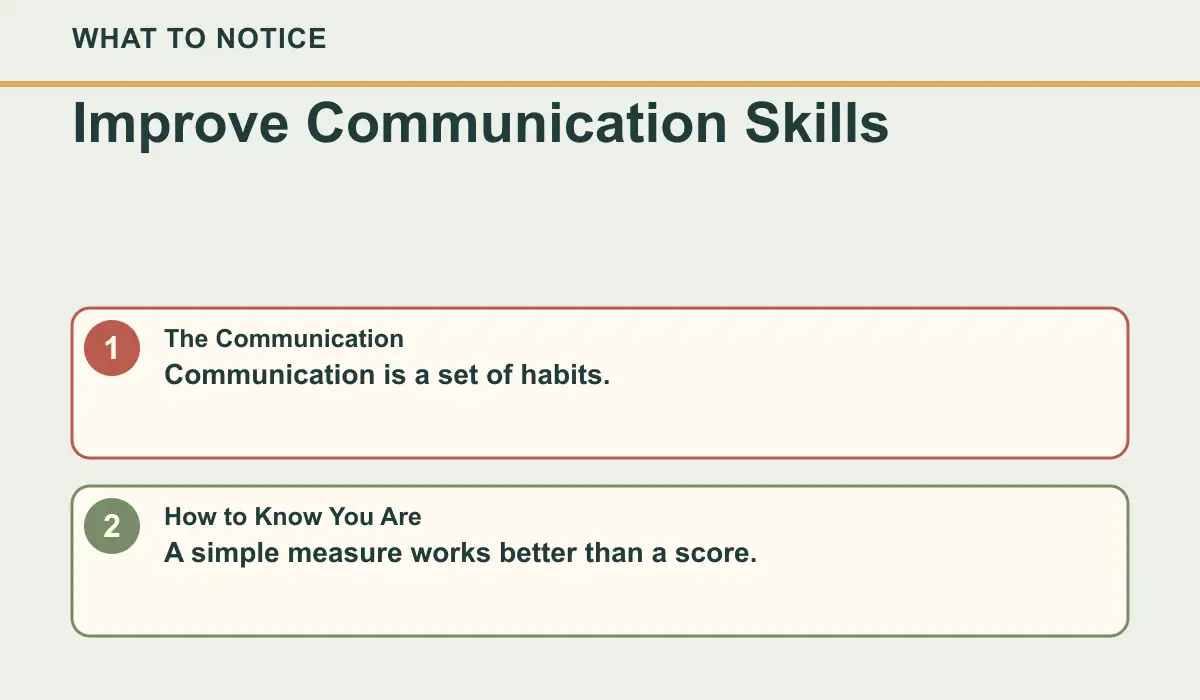 WHAT TO NOTICE
Improve Communication Skills
1
The Communication
Communication is a set of habits.
2
How to Know You Are
A simple measure works better than a score.